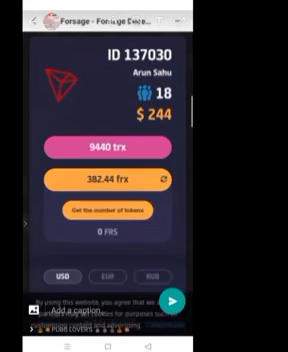 Forsage - Forsage Dece...
ID 137030
Arun Sahu
18
$ 244
9440 trx
382.44 frx
Get the number of tokens
0 FRS
USD
EUR
RUB
By using this website, you agree that we
Add a caption...
PUBG LOVERS